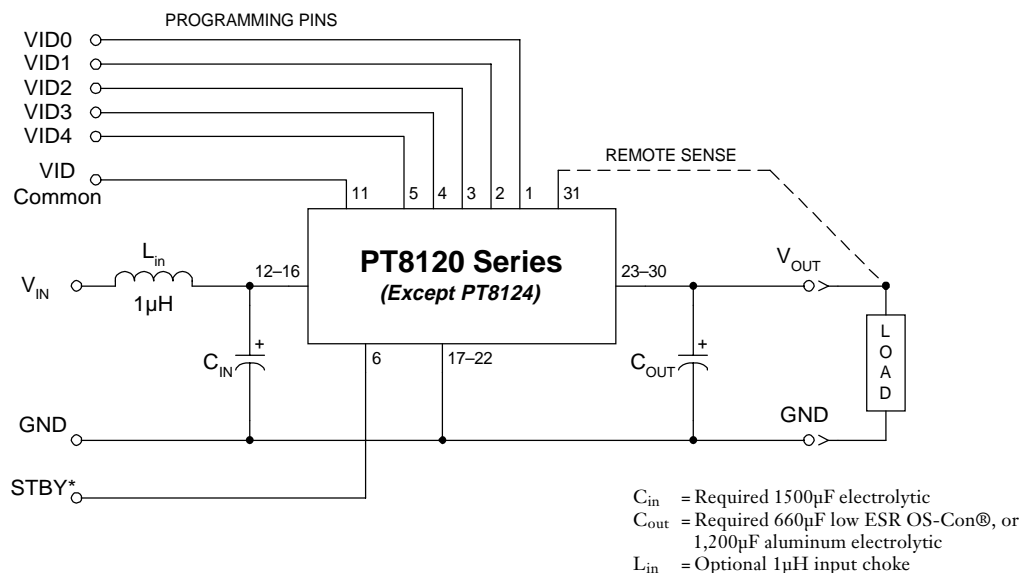 PROGRAMMING PINS
VID0
VID1
VID2
VID3
VID4
VID
Common
REMOTE SENSE
11 5 4 3 2 1 31
PT8120 Series
(Except PT8124)
L_in
1µH
V_IN
12–16
23–30
V_OUT
C_IN
+
6
17–22
C_OUT
+
LOAD
GND
GND
STBY*
C_in = Required 1500µF electrolytic
C_out = Required 660µF low ESR OS-Con®, or
1,200µF aluminum electrolytic
L_in = Optional 1µH input choke